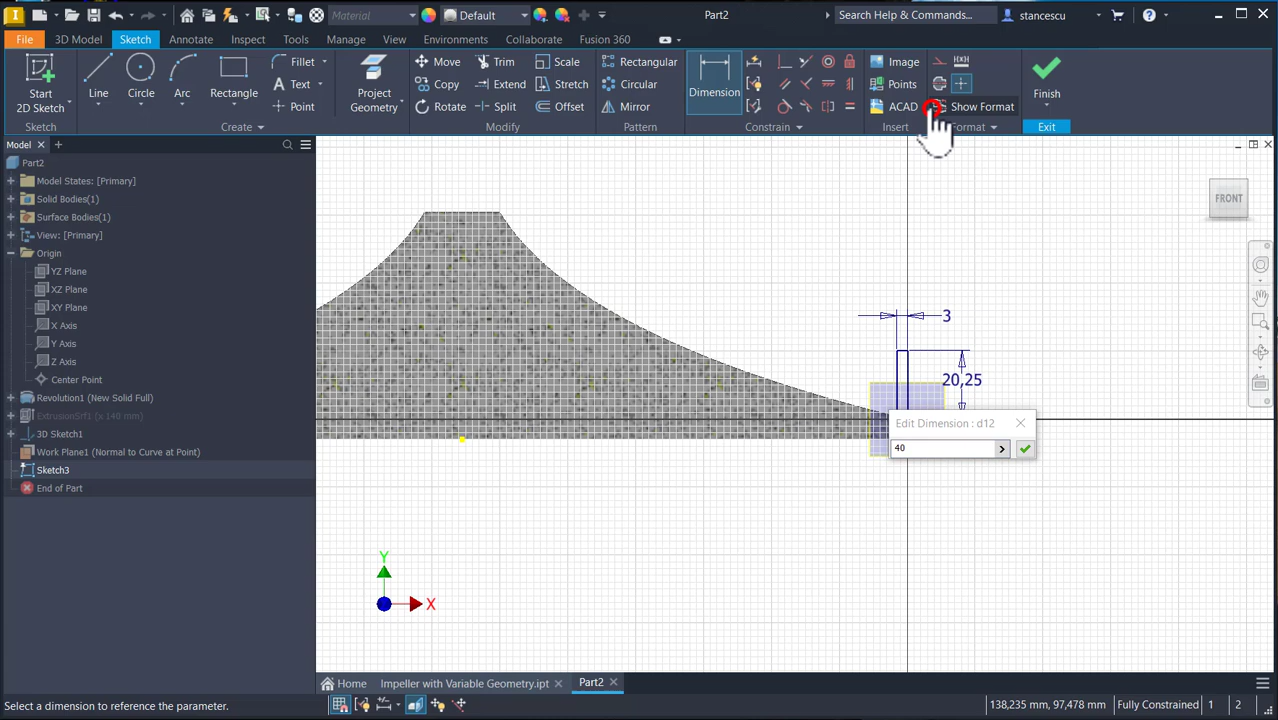 Material
Default
Part2
Search Help & Commands...
stancescu
File
3D Model
Sketch
Annotate
Inspect
Tools
Manage
View
Environments
Collaborate
Fusion 360
Start
2D Sketch
Line
Circle
Arc
Rectangle
Fillet
Text
Point
Project
Geometry
Move
Trim
Scale
Copy
Extend
Stretch
Rotate
Split
Offset
Rectangular
Circular
Mirror
Dimension
Image
Points
ACAD
Show Format
Finish
Sketch
Create
Modify
Pattern
Constrain
Insert
Format
Exit
Model
Part2
Model States: [Primary]
Solid Bodies(1)
Surface Bodies(1)
View: [Primary]
Origin
YZ Plane
XZ Plane
XY Plane
X Axis
Y Axis
Z Axis
Center Point
Revolution1 (New Solid Full)
ExtrusionSrf1 (x 140 mm)
3D Sketch1
Work Plane1 (Normal to Curve at Point)
Sketch3
End of Part
FRONT
3
20,25
Edit Dimension : d12
40
Y
X
Home
Impeller with Variable Geometry.ipt
Part2
Select a dimension to reference the parameter.
138,235 mm, 97,478 mm
Fully Constrained
1
2